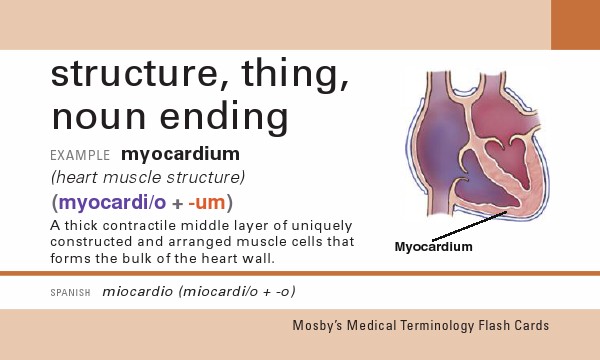 structure, thing,
noun ending
EXAMPLE myocardium
(heart muscle structure)
(myocardi/o + -um)
A thick contractile middle layer of uniquely
constructed and arranged muscle cells that
forms the bulk of the heart wall.
Myocardium
SPANISH miocardio (miocardi/o + -o)
Mosby's Medical Terminology Flash Cards